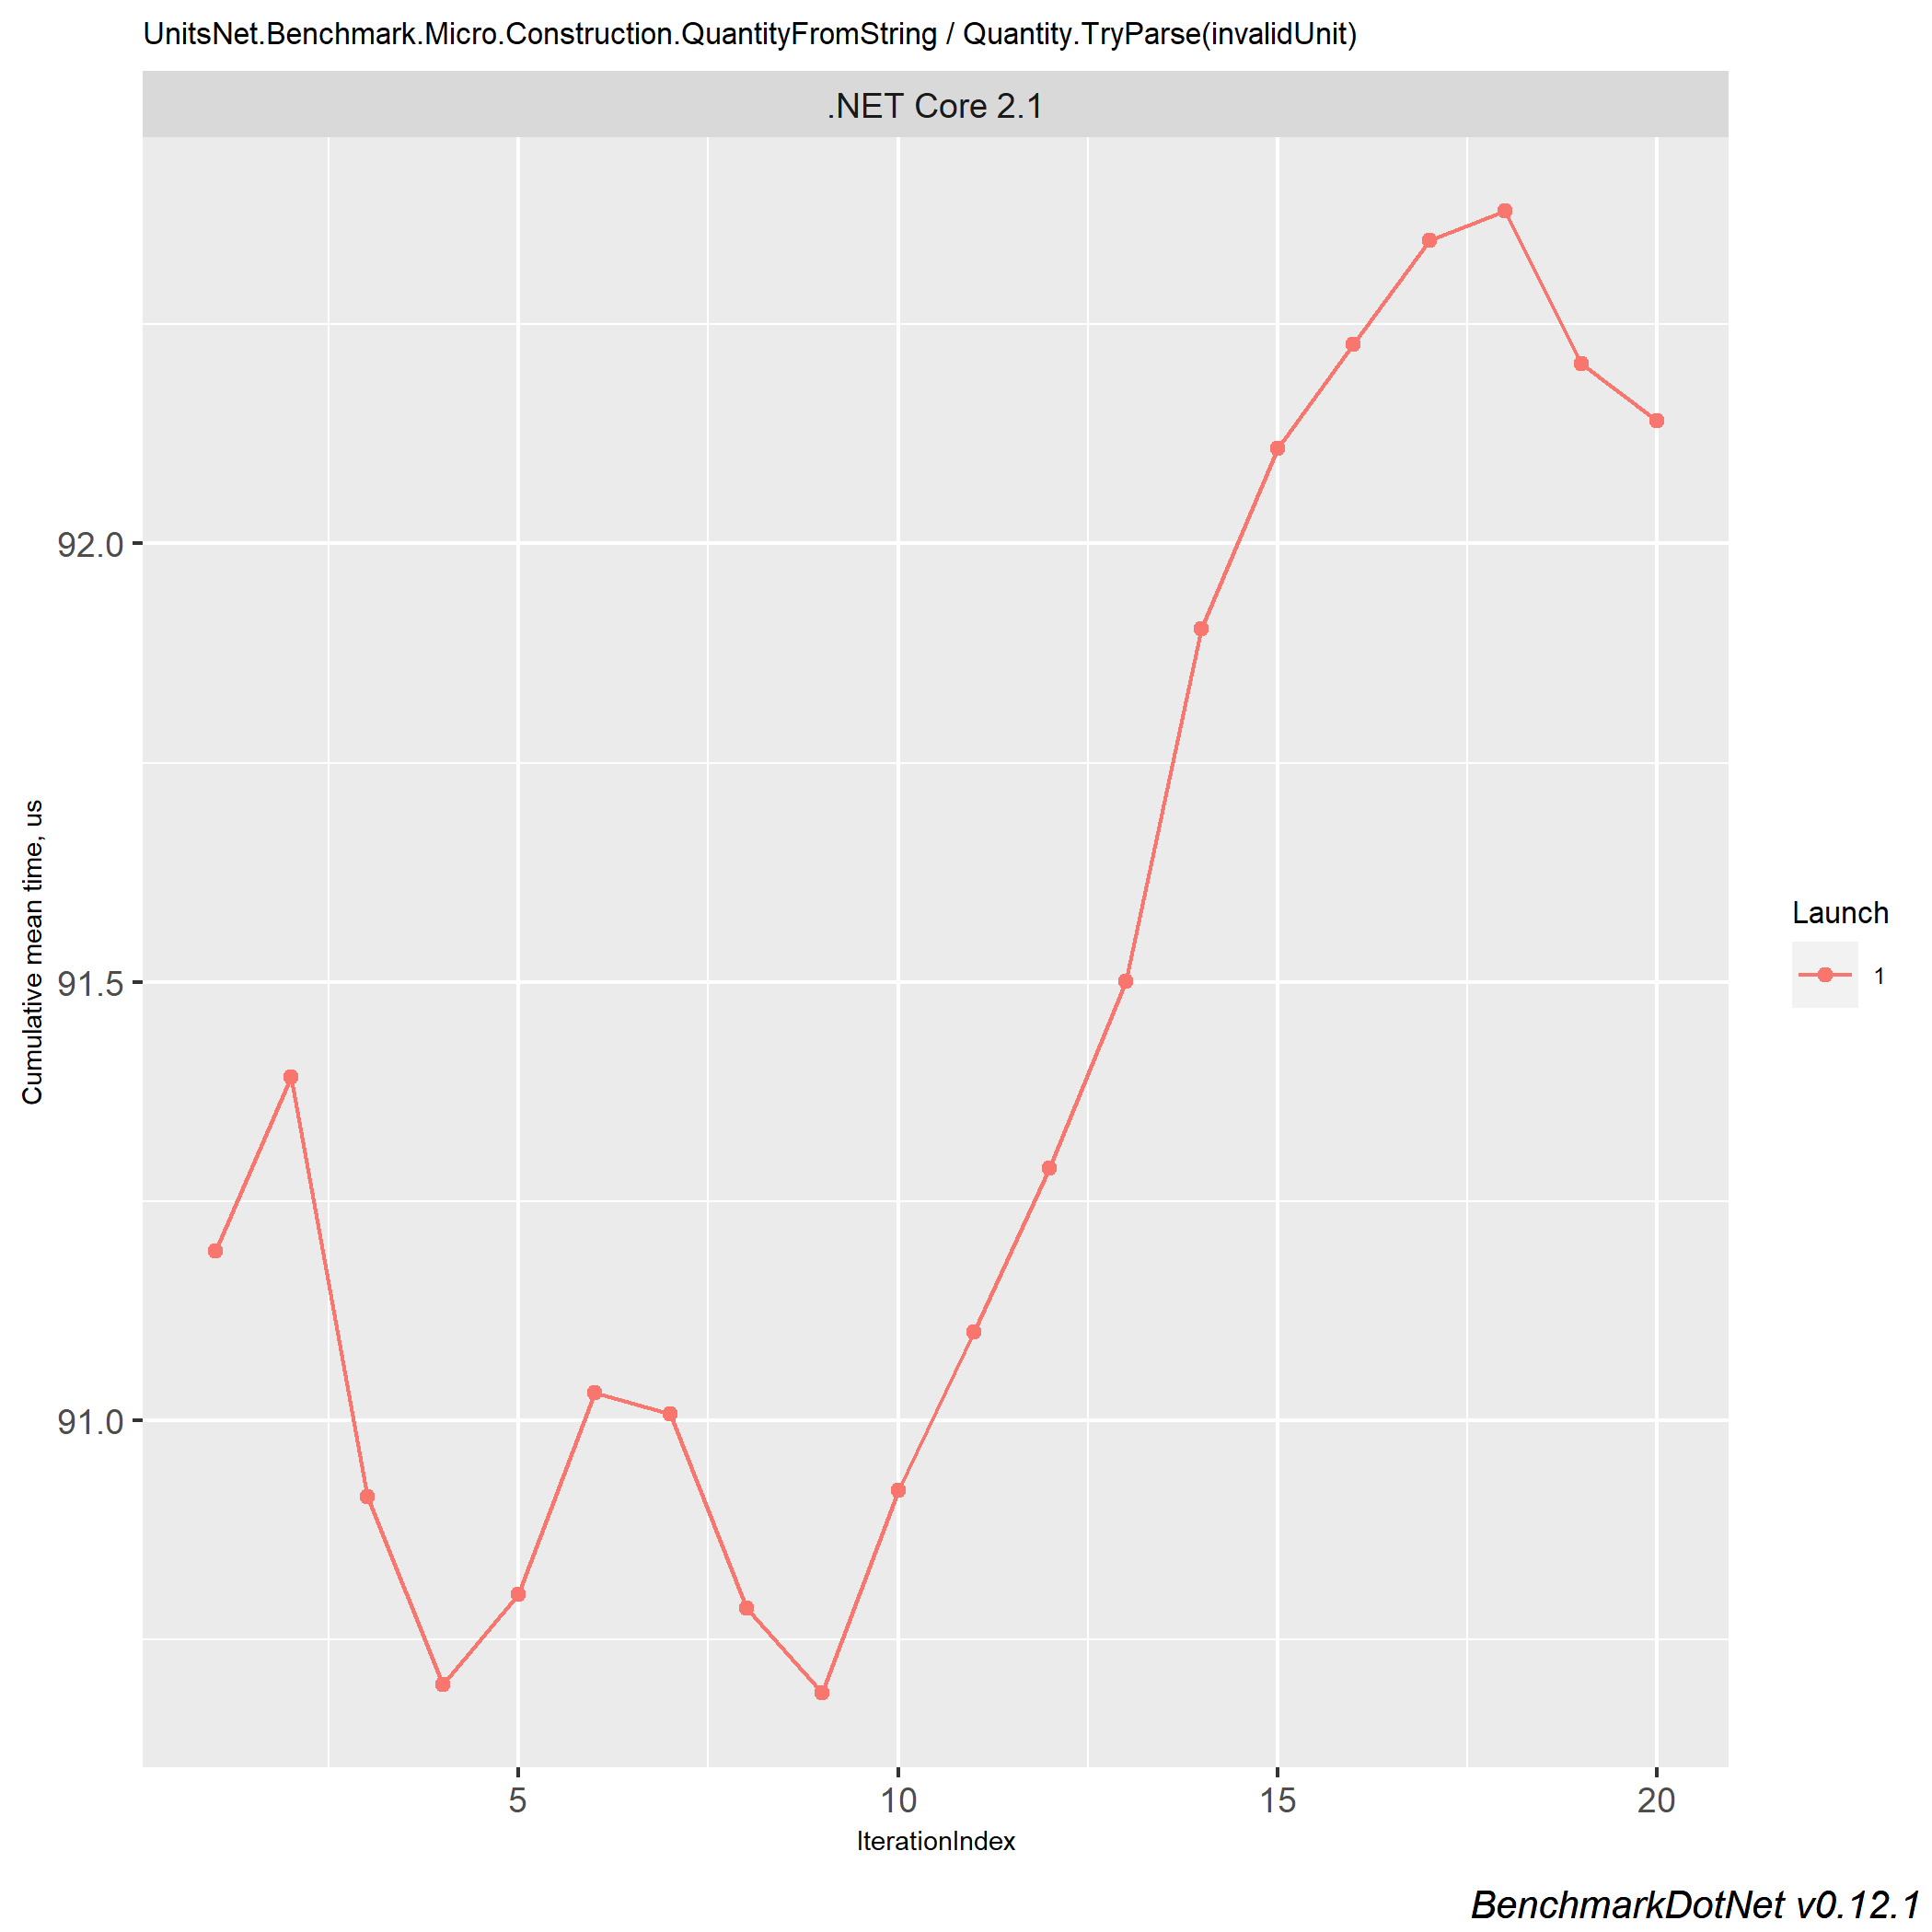 UnitsNet.Benchmark.Micro.Construction.QuantityFromString / Quantity.TryParse(invalidUnit)
.NET Core 2.1
92.0
91.5
91.0
Cumulative mean time, us
5
10
15
20
IterationIndex
Launch
1
BenchmarkDotNet v0.12.1